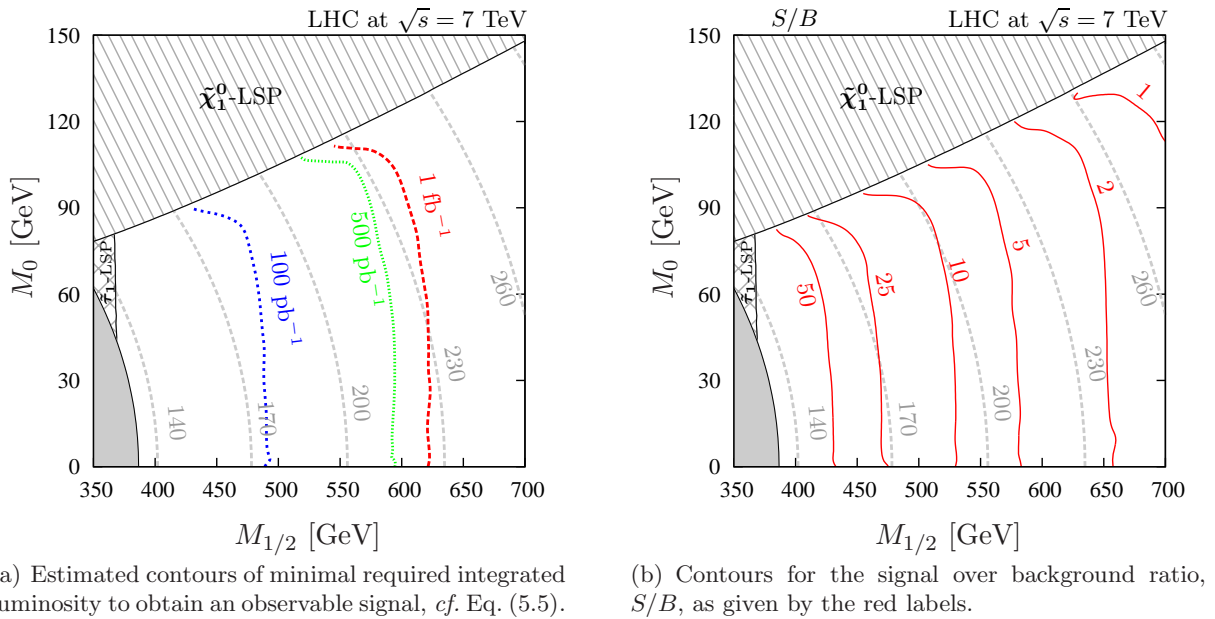 LHC at √s = 7 TeV
150
120
90
60
30
0
M₀ [GeV]
χ̃₁⁰-LSP
τ̃₁-LSP
100 pb⁻¹
500 pb⁻¹
1 fb⁻¹
140
170
200
230
260
350 400 450 500 550 600 650 700
M₁/₂ [GeV]
a) Estimated contours of minimal required integrated
uminosity to obtain an observable signal, cf. Eq. (5.5).
S/B LHC at √s = 7 TeV
150
120
90
60
30
0
M₀ [GeV]
χ̃₁⁰-LSP
τ̃₁-LSP
50
25
10
5
2
1
140
170
200
230
260
350 400 450 500 550 600 650 700
M₁/₂ [GeV]
(b) Contours for the signal over background ratio,
S/B, as given by the red labels.